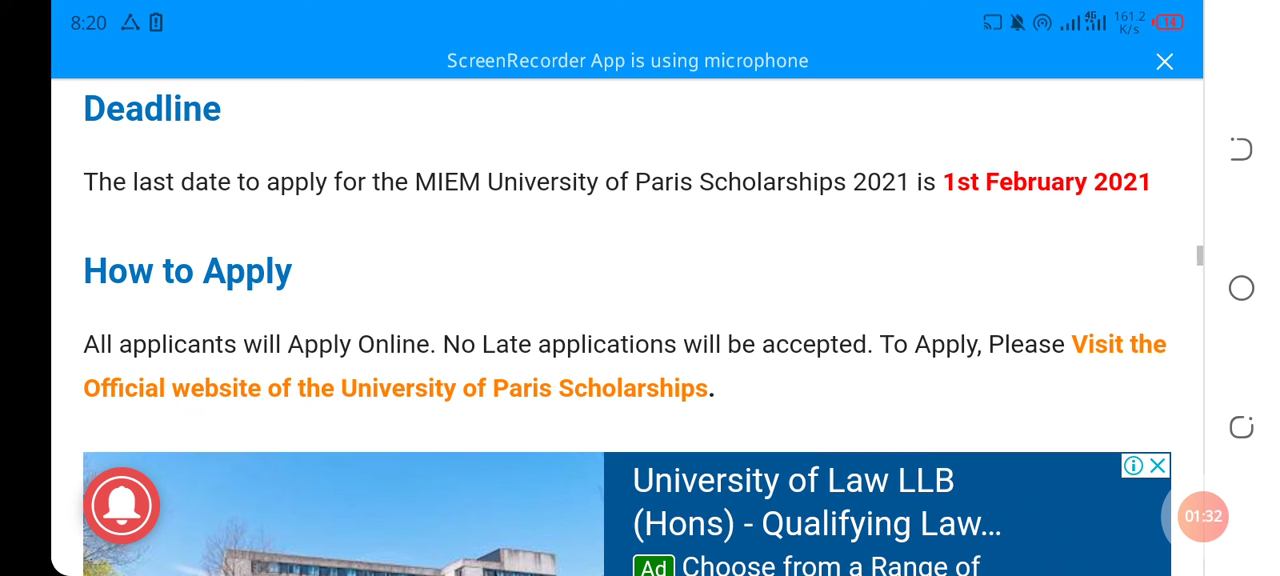 8:20 4G 161.2 K/s 14
ScreenRecorder App is using microphone
Deadline
The last date to apply for the MIEM University of Paris Scholarships 2021 is 1st February 2021
How to Apply
All applicants will Apply Online. No Late applications will be accepted. To Apply, Please Visit the
Official website of the University of Paris Scholarships.
University of Law LLB
(Hons) - Qualifying Law...
Ad Choose from a Range of
01:32